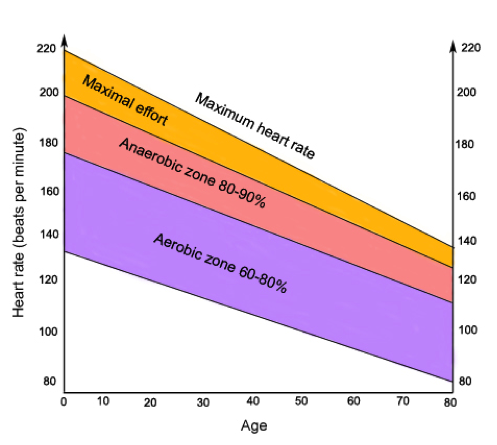 220
200
180
160
140
120
100
80
Heart rate (beats per minute)
Maximal effort
Maximum heart rate
Anaerobic zone 80-90%
Aerobic zone 60-80%
220
200
180
160
140
120
100
80
0 10 20 30 40 50 60 70 80
Age